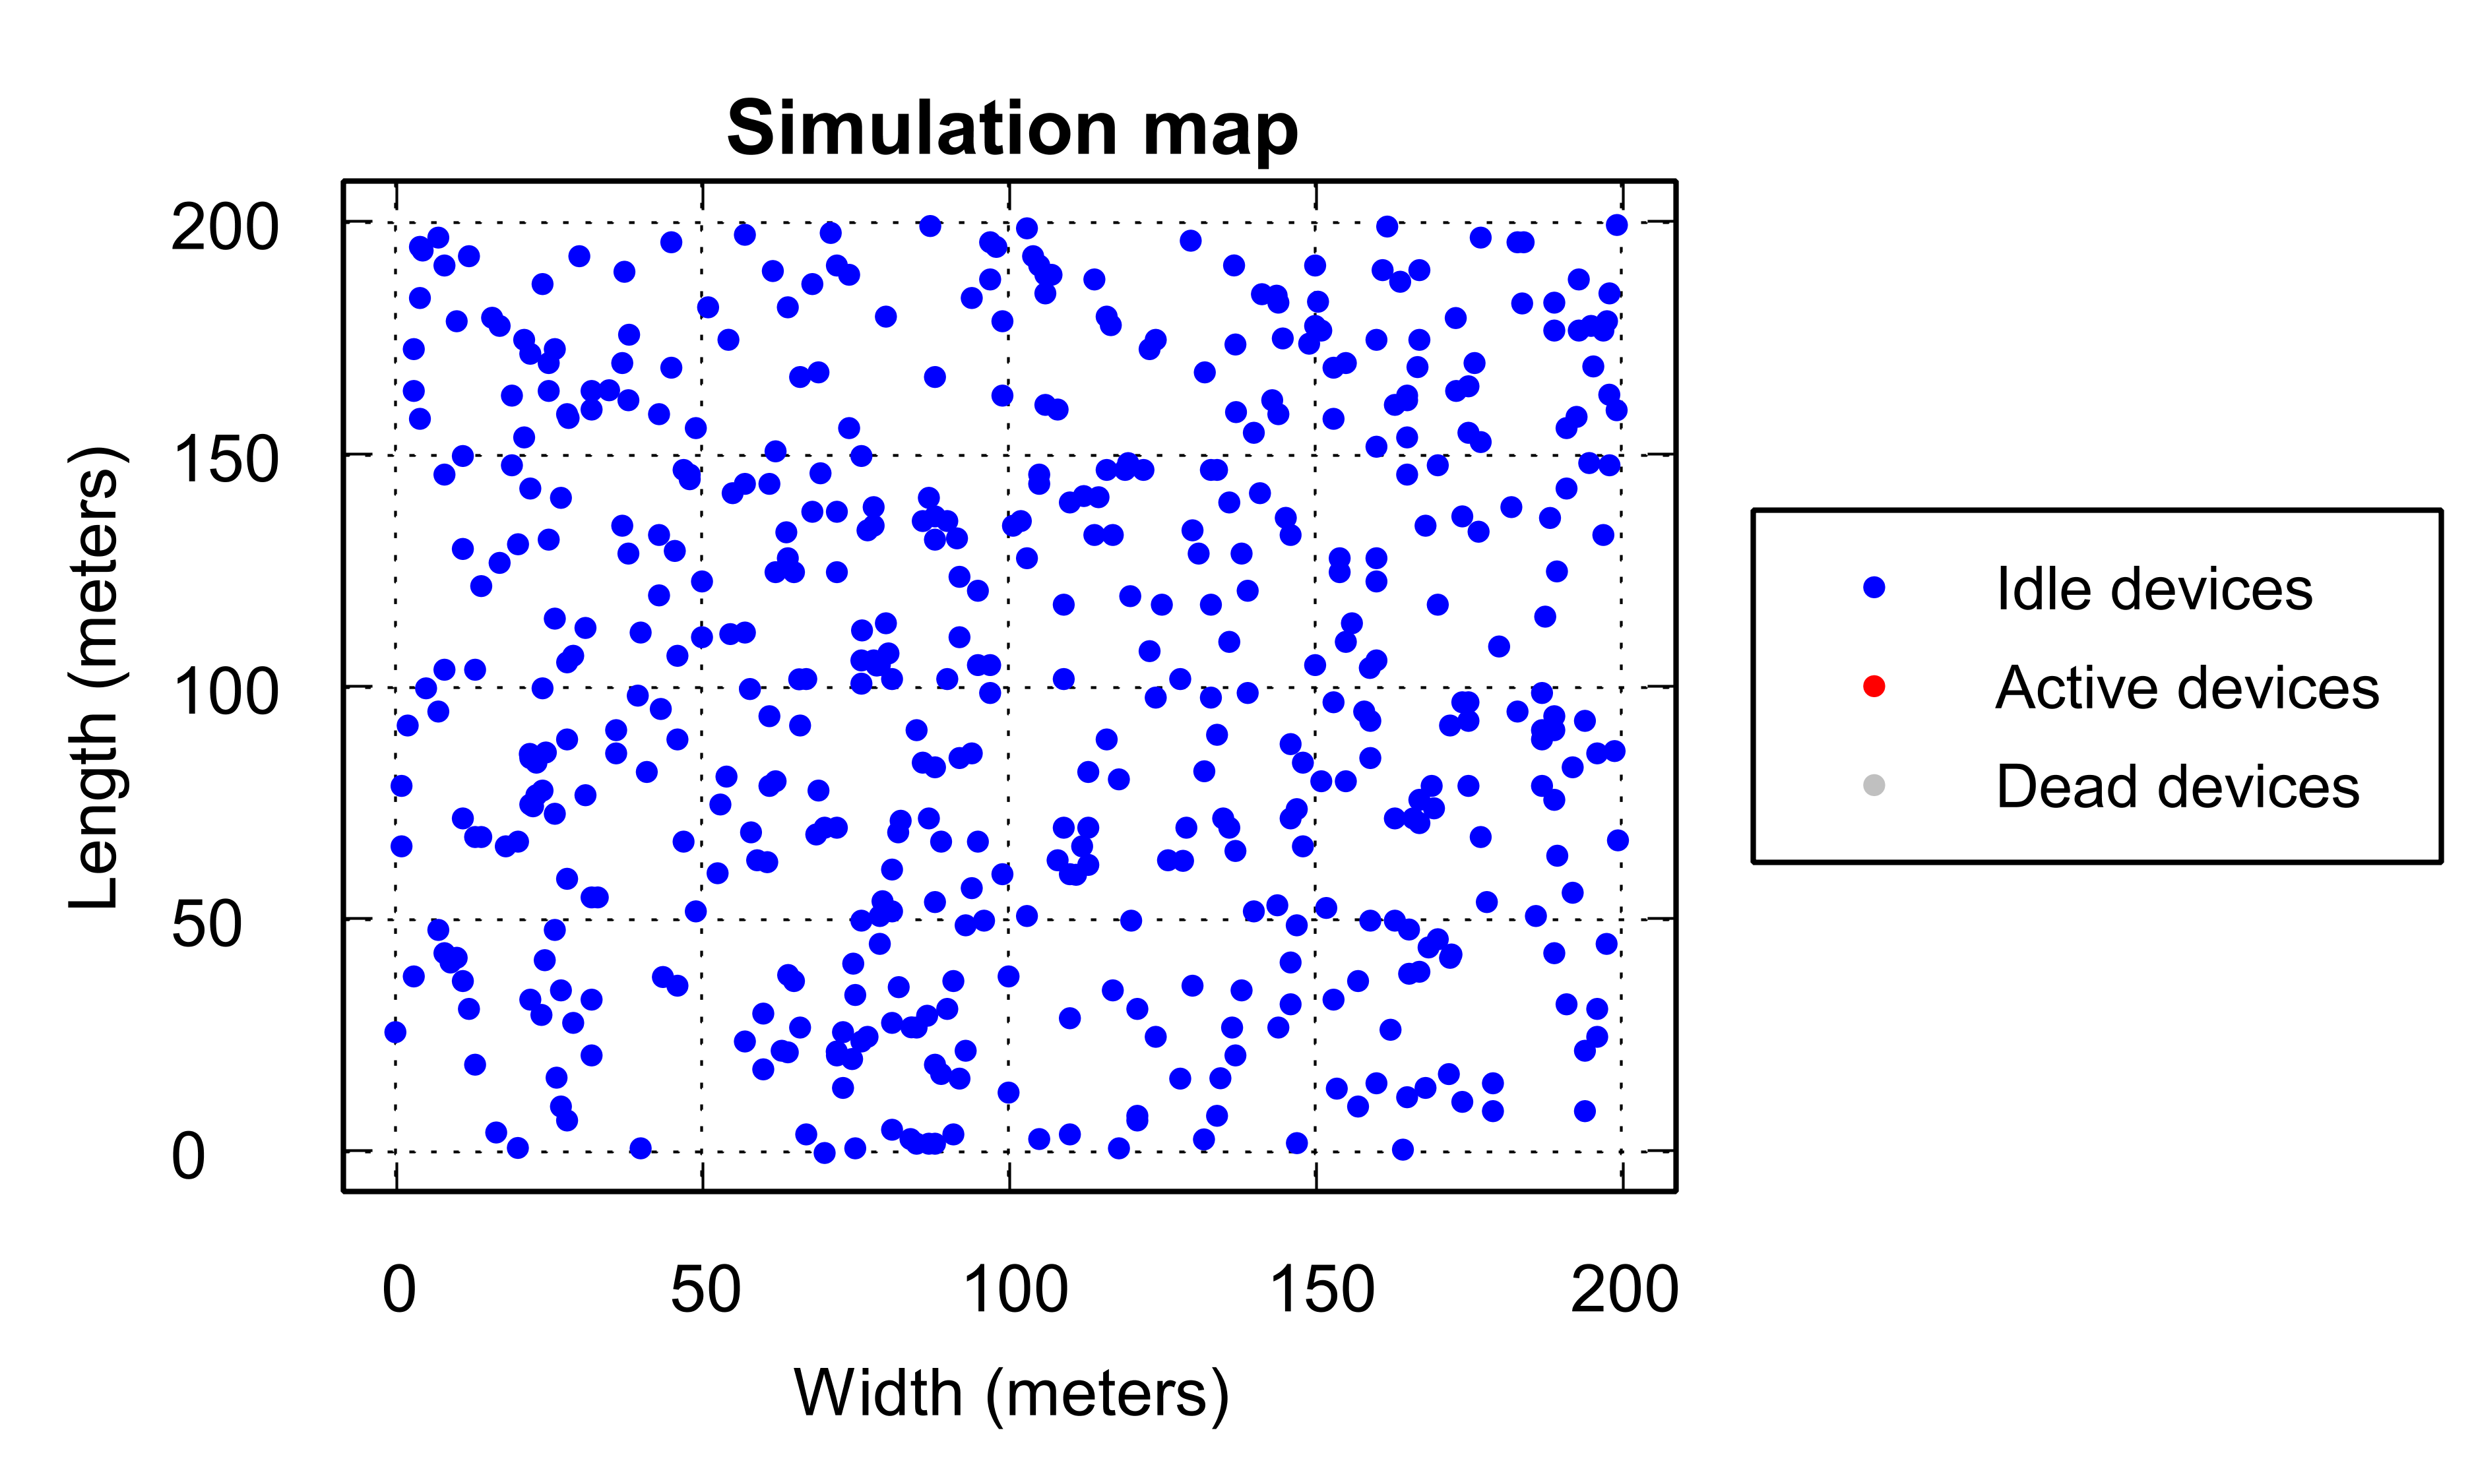 Simulation map
200
150
100
50
0
Length (meters)
0 50 100 150 200
Width (meters)
Idle devices
Active devices
Dead devices